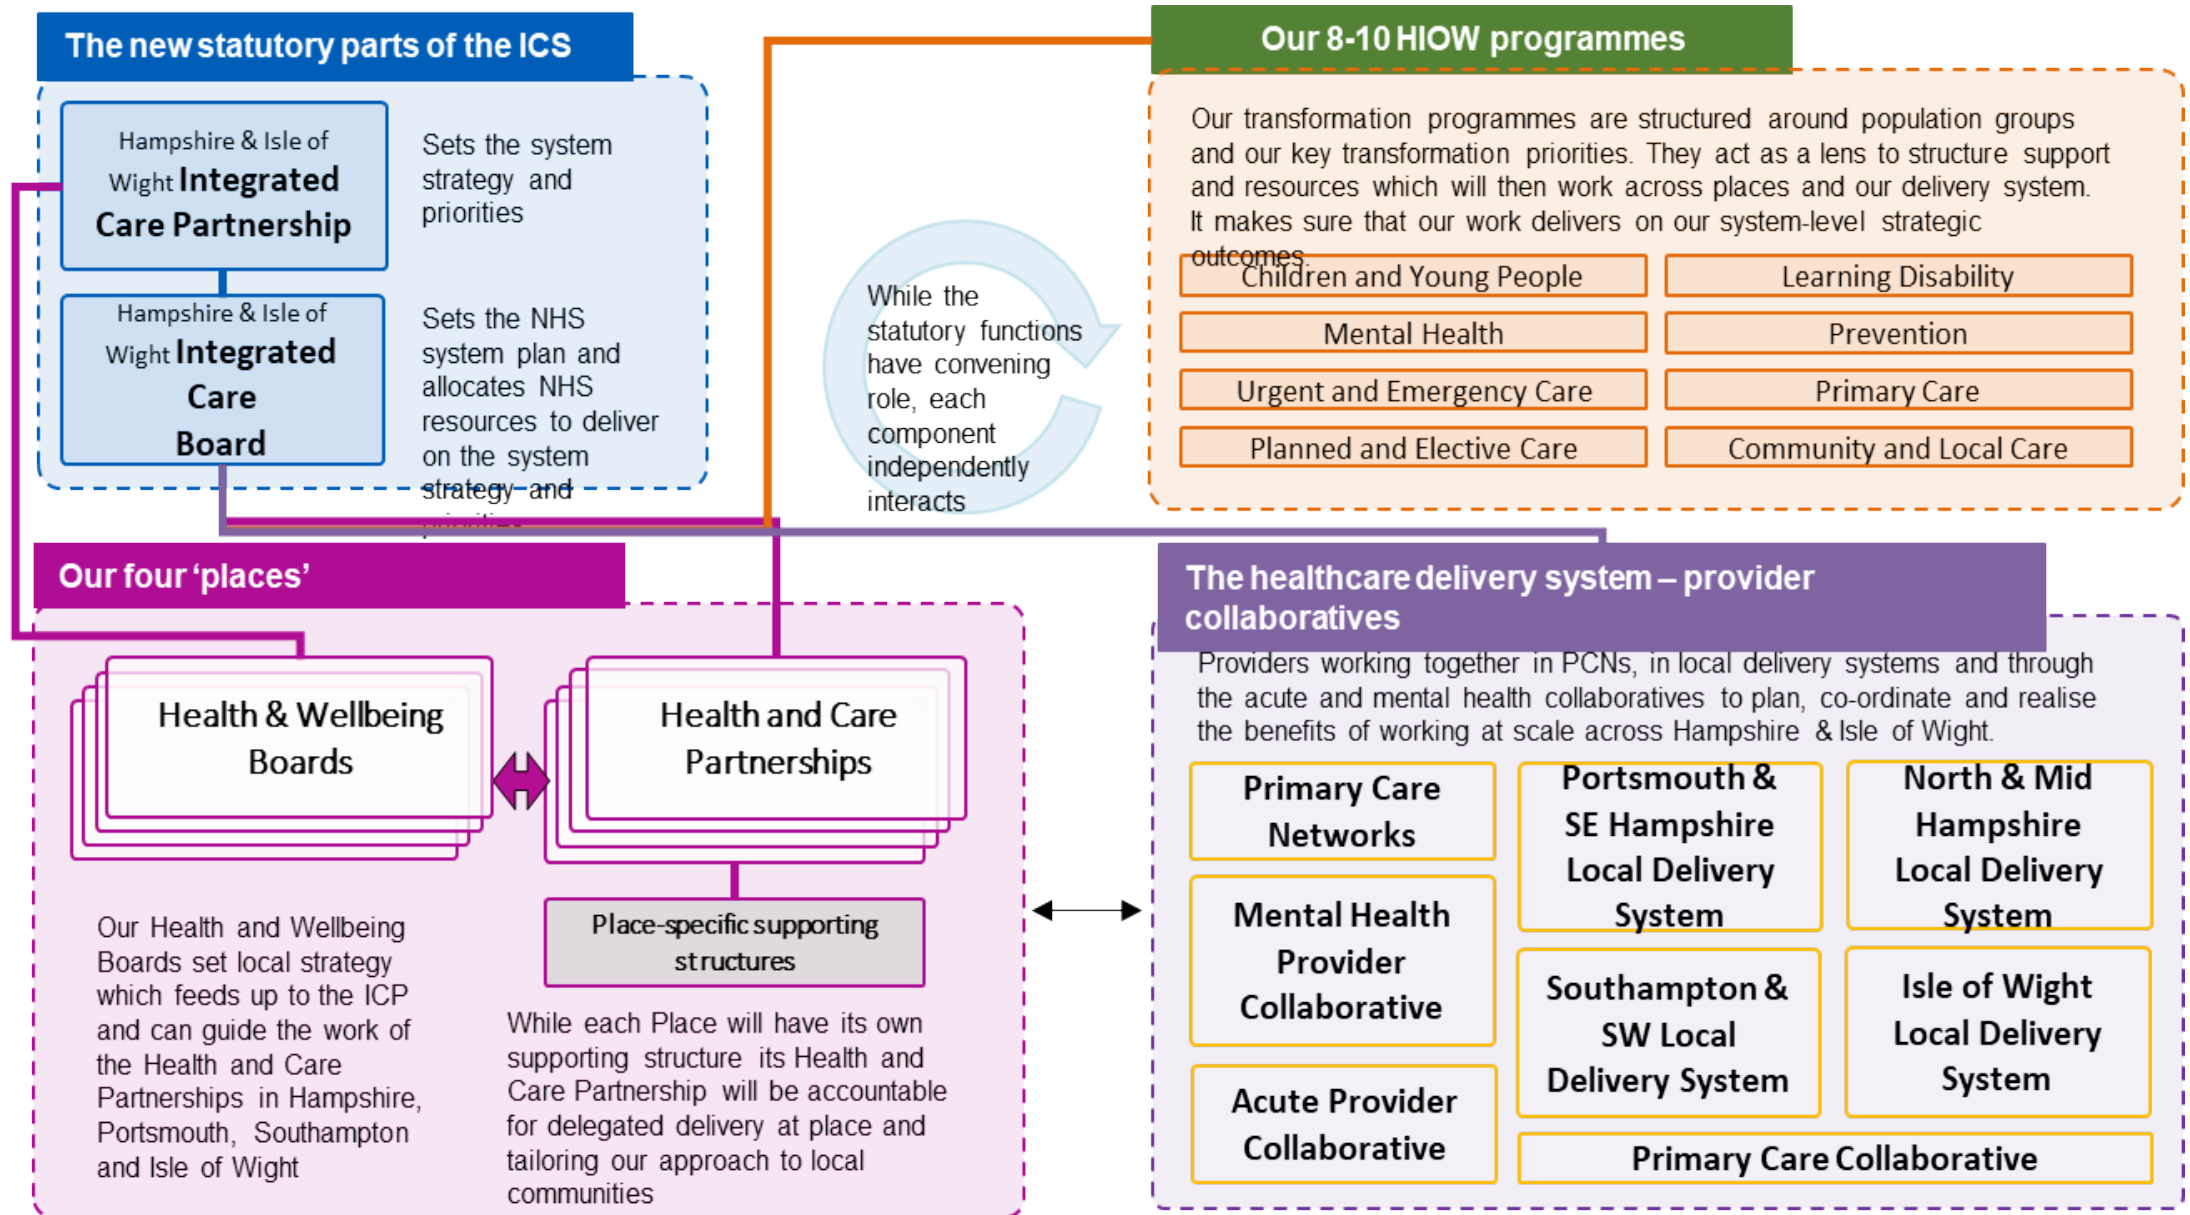 The new statutory parts of the ICS
Hampshire & Isle of
Wight Integrated
Care Partnership
Sets the system
strategy and
priorities
Hampshire & Isle of
Wight Integrated
Care
Board
Sets the NHS
system plan and
allocates NHS
resources to deliver
on the system
strategy and
While the
statutory functions
have convening
role, each
component
independently
interacts
Our 8-10 HIOW programmes
Our transformation programmes are structured around population groups
and our key transformation priorities. They act as a lens to structure support
and resources which will then work across places and our delivery system.
It makes sure that our work delivers on our system-level strategic
outcomes.
Children and Young People
Learning Disability
Mental Health
Prevention
Urgent and Emergency Care
Primary Care
Planned and Elective Care
Community and Local Care
Our four ‘places’
Health & Wellbeing
Boards
Health and Care
Partnerships
Place-specific supporting
structures
Our Health and Wellbeing
Boards set local strategy
which feeds up to the ICP
and can guide the work of
the Health and Care
Partnerships in Hampshire,
Portsmouth, Southampton
and Isle of Wight
While each Place will have its own
supporting structure its Health and
Care Partnership will be accountable
for delegated delivery at place and
tailoring our approach to local
communities
The healthcare delivery system – provider
collaboratives
Providers working together in PCNs, in local delivery systems and through
the acute and mental health collaboratives to plan, co-ordinate and realise
the benefits of working at scale across Hampshire & Isle of Wight.
Primary Care
Networks
Mental Health
Provider
Collaborative
Acute Provider
Collaborative
Portsmouth &
SE Hampshire
Local Delivery
System
North & Mid
Hampshire
Local Delivery
System
Southampton &
SW Local
Delivery System
Isle of Wight
Local Delivery
System
Primary Care Collaborative